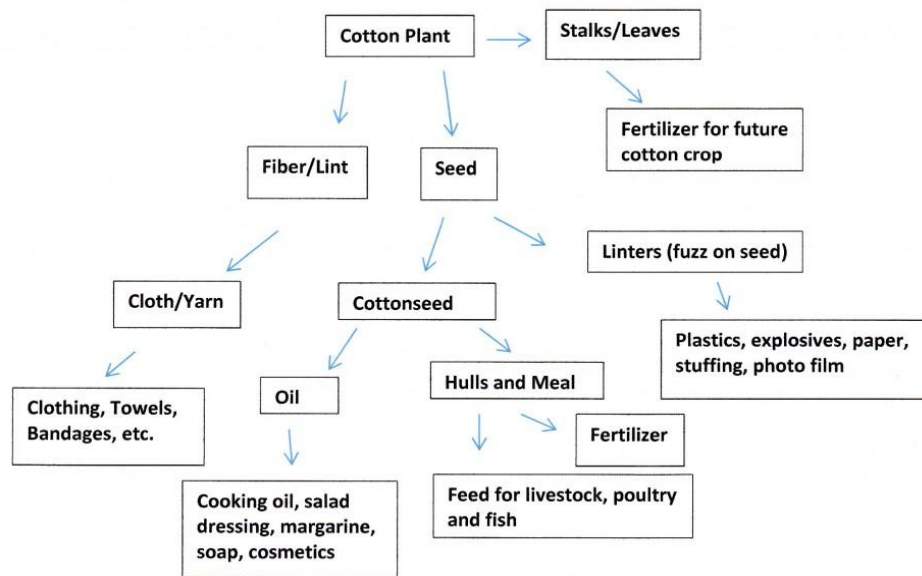 Cotton Plant
Stalks/Leaves
Fertilizer for future
cotton crop
Fiber/Lint
Seed
Linters (fuzz on seed)
Cloth/Yarn
Cottonseed
Plastics, explosives, paper,
stuffing, photo film
Clothing, Towels,
Bandages, etc.
Oil
Hulls and Meal
Fertilizer
Cooking oil, salad
dressing, margarine,
soap, cosmetics
Feed for livestock, poultry
and fish